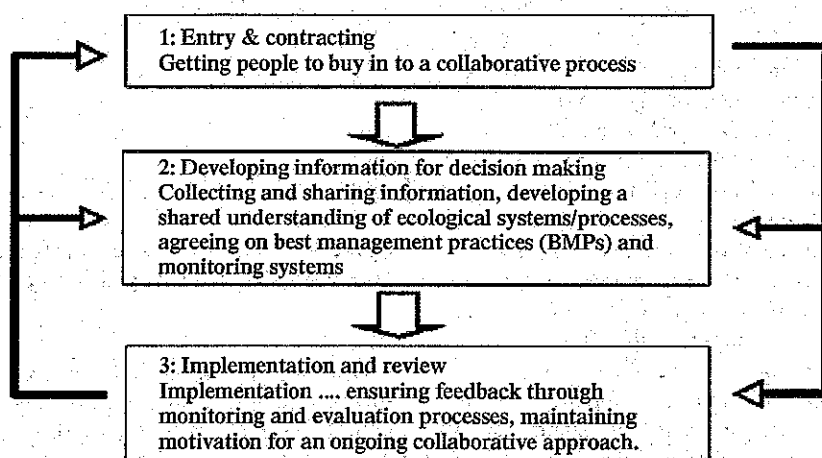 1: Entry & contracting
Getting people to buy in to a collaborative process
2: Developing information for decision making
Collecting and sharing information, developing a
shared understanding of ecological systems/processes,
agreeing on best management practices (BMPs) and
monitoring systems
3: Implementation and review
Implementation .... ensuring feedback through
monitoring and evaluation processes, maintaining
motivation for an ongoing collaborative approach.